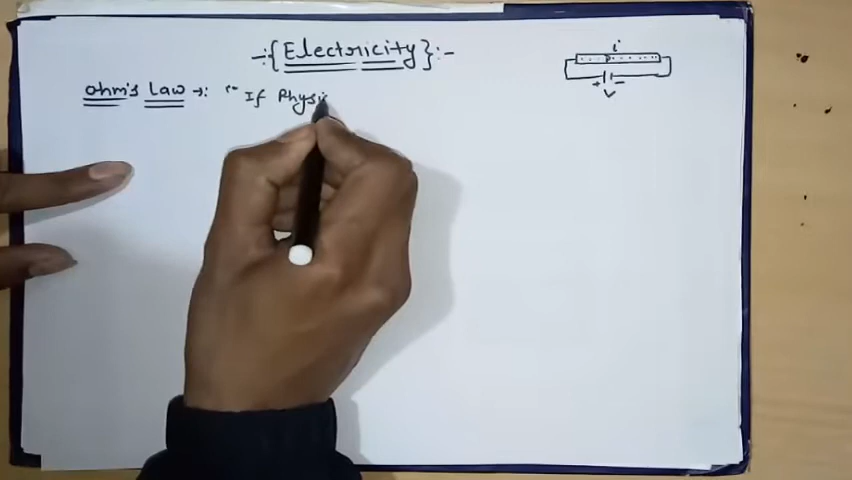 -:{Electricity}:-
i
+ -
V
ohm's Law →: " If Physi